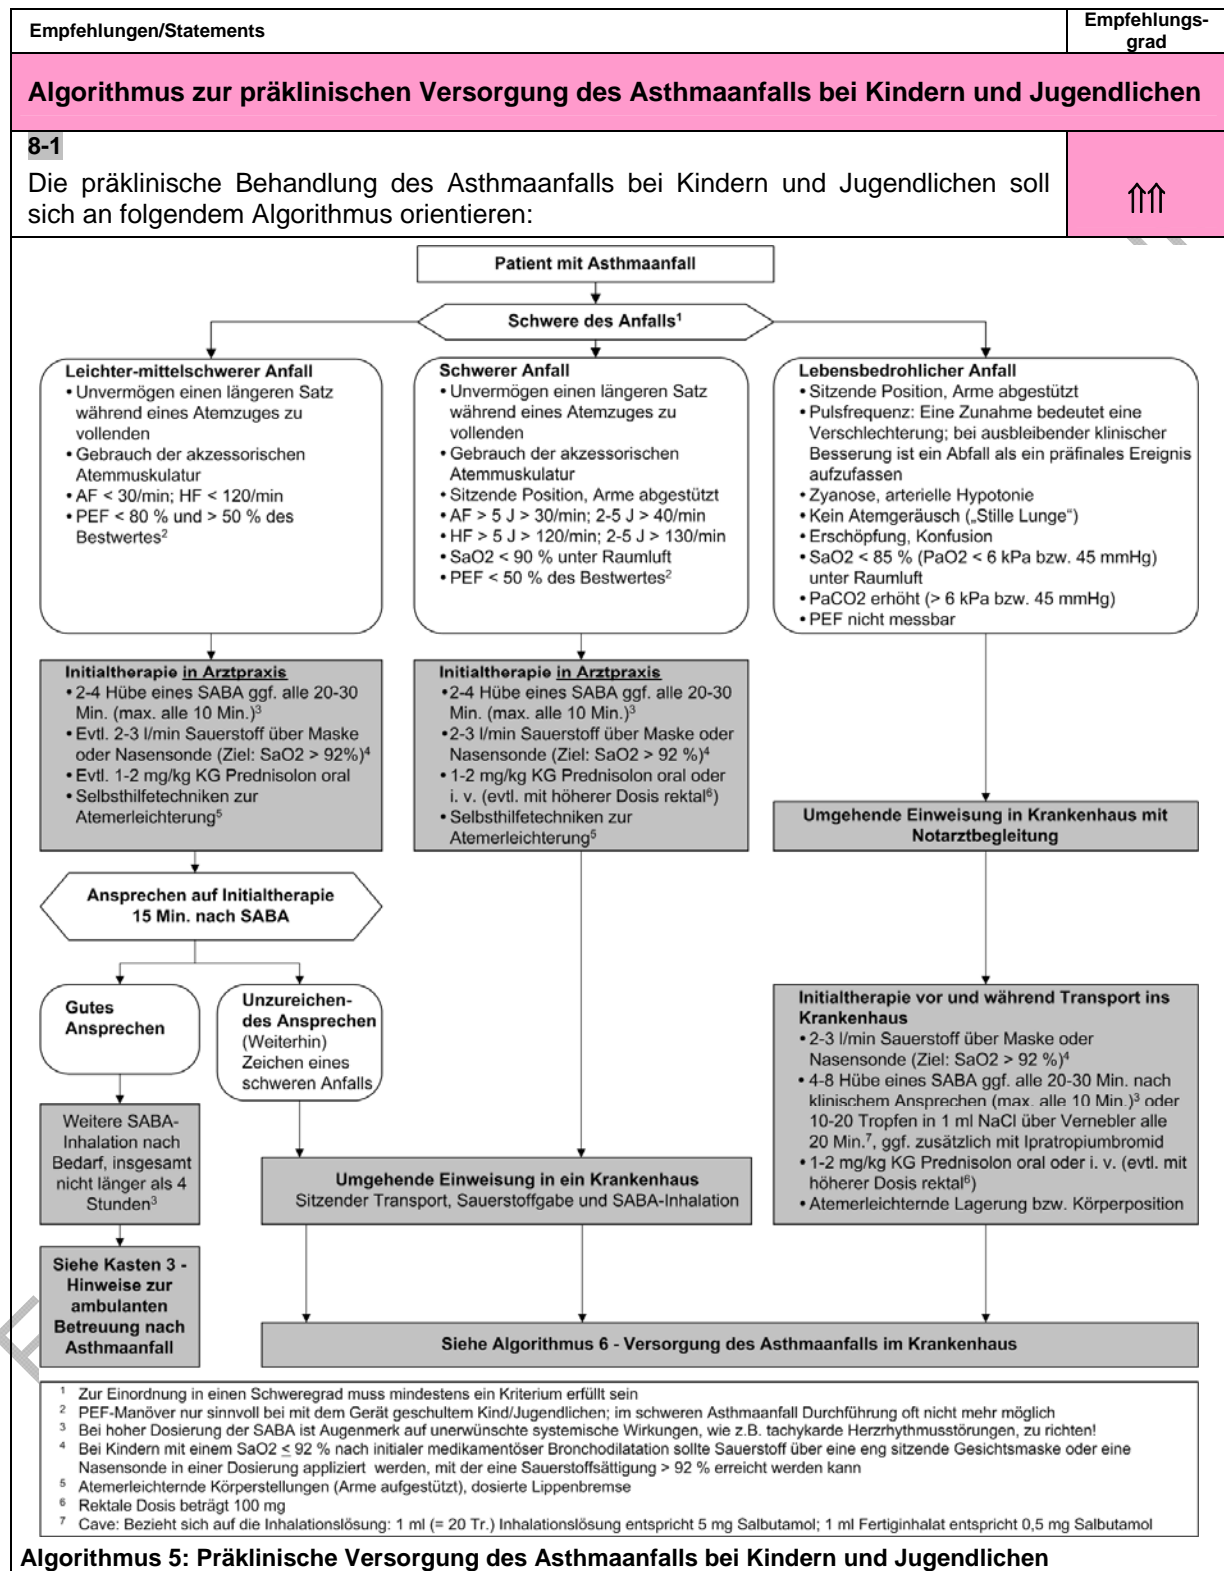 Empfehlungen/Statements
Empfehlungs-
grad
Algorithmus zur präklinischen Versorgung des Asthmaanfalls bei Kindern und Jugendlichen
8-1
Die präklinische Behandlung des Asthmaanfalls bei Kindern und Jugendlichen soll
sich an folgendem Algorithmus orientieren:
⇑⇑
Patient mit Asthmaanfall
Schwere des Anfalls¹
Leichter-mittelschwerer Anfall
• Unvermögen einen längeren Satz
während eines Atemzuges zu
vollenden
• Gebrauch der akzessorischen
Atemmuskulatur
• AF < 30/min; HF < 120/min
• PEF < 80 % und > 50 % des
Bestwertes²
Schwerer Anfall
• Unvermögen einen längeren Satz
während eines Atemzuges zu
vollenden
• Gebrauch der akzessorischen
Atemmuskulatur
• Sitzende Position, Arme abgestützt
• AF > 5 J > 30/min; 2-5 J > 40/min
• HF > 5 J > 120/min; 2-5 J > 130/min
• SaO2 < 90 % unter Raumluft
• PEF < 50 % des Bestwertes²
Lebensbedrohlicher Anfall
• Sitzende Position, Arme abgestützt
• Pulsfrequenz: Eine Zunahme bedeutet eine
Verschlechterung; bei ausbleibender klinischer
Besserung ist ein Abfall als ein präfinales Ereignis
aufzufassen
• Zyanose, arterielle Hypotonie
• Kein Atemgeräusch („Stille Lunge“)
• Erschöpfung, Konfusion
• SaO2 < 85 % (PaO2 < 6 kPa bzw. 45 mmHg)
unter Raumluft
• PaCO2 erhöht (> 6 kPa bzw. 45 mmHg)
• PEF nicht messbar
Initialtherapie in Arztpraxis
• 2-4 Hübe eines SABA ggf. alle 20-30
Min. (max. alle 10 Min.)³
• Evtl. 2-3 l/min Sauerstoff über Maske
oder Nasensonde (Ziel: SaO2 > 92%)⁴
• Evtl. 1-2 mg/kg KG Prednisolon oral
• Selbsthilfetechniken zur
Atemerleichterung⁵
Initialtherapie in Arztpraxis
• 2-4 Hübe eines SABA ggf. alle 20-30
Min. (max. alle 10 Min.)³
• 2-3 l/min Sauerstoff über Maske oder
Nasensonde (Ziel: SaO2 > 92 %)⁴
• 1-2 mg/kg KG Prednisolon oral oder
i. v. (evtl. mit höherer Dosis rektal⁶)
• Selbsthilfetechniken zur
Atemerleichterung⁵
Umgehende Einweisung in Krankenhaus mit
Notarztbegleitung
Ansprechen auf Initialtherapie
15 Min. nach SABA
Gutes
Ansprechen
Unzureichen-
des Ansprechen
(Weiterhin)
Zeichen eines
schweren Anfalls
Initialtherapie vor und während Transport ins
Krankenhaus
• 2-3 l/min Sauerstoff über Maske oder
Nasensonde (Ziel: SaO2 > 92 %)⁴
• 4-8 Hübe eines SABA ggf. alle 20-30 Min. nach
klinischem Ansprechen (max. alle 10 Min.)³ oder
10-20 Tropfen in 1 ml NaCl über Vernebler alle
20 Min.⁷, ggf. zusätzlich mit Ipratropiumbromid
• 1-2 mg/kg KG Prednisolon oral oder i. v. (evtl. mit
höherer Dosis rektal⁶)
• Atemerleichternde Lagerung bzw. Körperposition
Weitere SABA-
Inhalation nach
Bedarf, insgesamt
nicht länger als 4
Stunden³
Umgehende Einweisung in ein Krankenhaus
Sitzender Transport, Sauerstoffgabe und SABA-Inhalation
Siehe Kasten 3 -
Hinweise zur
ambulanten
Betreuung nach
Asthmaanfall
Siehe Algorithmus 6 - Versorgung des Asthmaanfalls im Krankenhaus
¹ Zur Einordnung in einen Schweregrad muss mindestens ein Kriterium erfüllt sein
² PEF-Manöver nur sinnvoll bei mit dem Gerät geschultem Kind/Jugendlichen; im schweren Asthmaanfall Durchführung oft nicht mehr möglich
³ Bei hoher Dosierung der SABA ist Augenmerk auf unerwünschte systemische Wirkungen, wie z.B. tachykarde Herzrhythmusstörungen, zu richten!
⁴ Bei Kindern mit einem SaO2 ≤ 92 % nach initialer medikamentöser Bronchodilatation sollte Sauerstoff über eine eng sitzende Gesichtsmaske oder eine
Nasensonde in einer Dosierung appliziert werden, mit der eine Sauerstoffsättigung > 92 % erreicht werden kann
⁵ Atemerleichternde Körperstellungen (Arme aufgestützt), dosierte Lippenbremse
⁶ Rektale Dosis beträgt 100 mg
⁷ Cave: Bezieht sich auf die Inhalationslösung: 1 ml (= 20 Tr.) Inhalationslösung entspricht 5 mg Salbutamol; 1 ml Fertiginhalat entspricht 0,5 mg Salbutamol
Algorithmus 5: Präklinische Versorgung des Asthmaanfalls bei Kindern und Jugendlichen